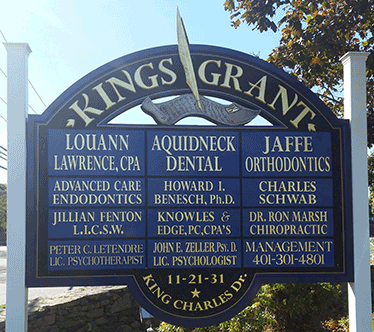 KINGS GRANT
LOUANN
LAWRENCE, CPA
AQUIDNECK
DENTAL
JAFFE
ORTHODONTICS
ADVANCED CARE
ENDODONTICS
HOWARD I.
BENESCH, Ph.D.
CHARLES
SCHWAB
JILLIAN FENTON
L.I.C.S.W.
KNOWLES &
EDGE,PC,CPA'S
DR. RON MARSH
CHIROPRACTIC
PETER C. LETENDRE
LIC. PSYCHOTHERAPIST
JOHN E. ZELLER, PSY. D.
LIC. PSYCHOLOGIST
MANAGEMENT
401-301-4801
11-21-31
KING CHARLES DR.